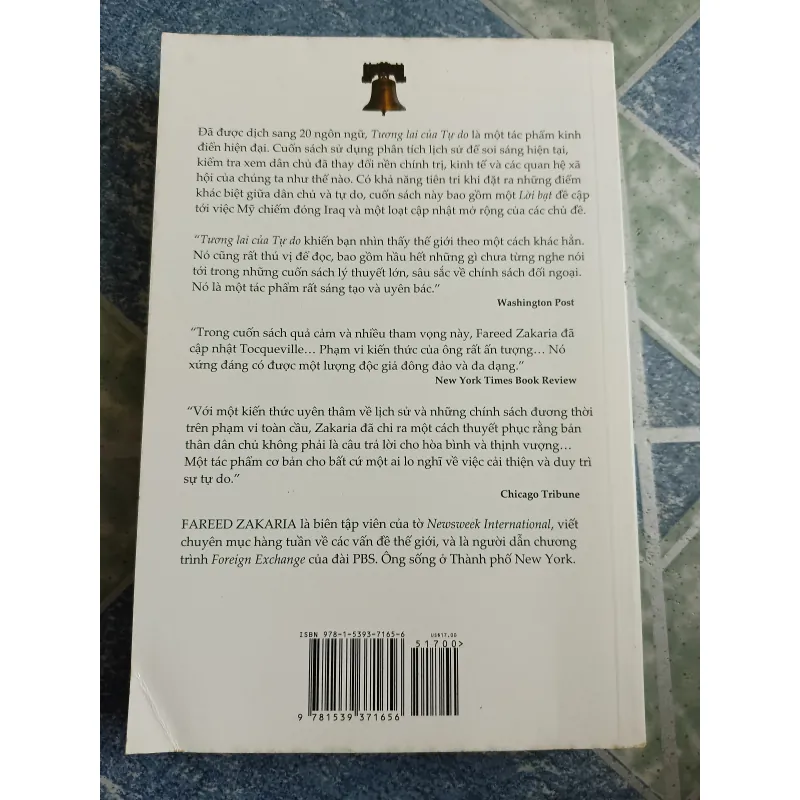 Đã được dịch sang 20 ngôn ngữ, Tương lai của Tự do là một tác phẩm kinh
điển hiện đại. Cuốn sách sử dụng phân tích lịch sử để soi sáng hiện tại,
kiểm tra xem dân chủ đã thay đổi nền chính trị, kinh tế và các quan hệ xã
hội của chúng ta như thế nào. Có khả năng tiên tri khi đặt ra những điểm
khác biệt giữa dân chủ và tự do, cuốn sách này bao gồm một Lời bạt đề cập
tới việc Mỹ chiếm đóng Iraq và một loạt cập nhật mở rộng của các chủ đề.
“Tương lai của Tự do khiến bạn nhìn thấy thế giới theo một cách khác hẳn.
Nó cũng rất thú vị để đọc, bao gồm hầu hết những gì chưa từng nghe nói
tới trong những cuốn sách lý thuyết lớn, sâu sắc về chính sách đối ngoại.
Nó là một tác phẩm rất sáng tạo và uyên bác.”
Washington Post
“Trong cuốn sách quả cảm và nhiều tham vọng này, Fareed Zakaria đã
cập nhật Tocqueville… Phạm vi kiến thức của ông rất ấn tượng… Nó
xứng đáng có được một lượng độc giả đông đảo và đa dạng.”
New York Times Book Review
“Với một kiến thức uyên thâm về lịch sử và những chính sách đương thời
trên phạm vi toàn cầu, Zakaria đã chỉ ra một cách thuyết phục rằng bản
thân dân chủ không phải là câu trả lời cho hòa bình và thịnh vượng…
Một tác phẩm cơ bản cho bất cứ một ai lo nghĩ về việc cải thiện và duy trì
sự tự do.”
Chicago Tribune
FAREED ZAKARIA là biên tập viên của tờ Newsweek International, viết
chuyên mục hàng tuần về các vấn đề thế giới, và là người dẫn chương
trình Foreign Exchange của đài PBS. Ông sống ở Thành phố New York.
ISBN 978-1-5393-7165-6
US$17.00
51700>
9 781539 371656